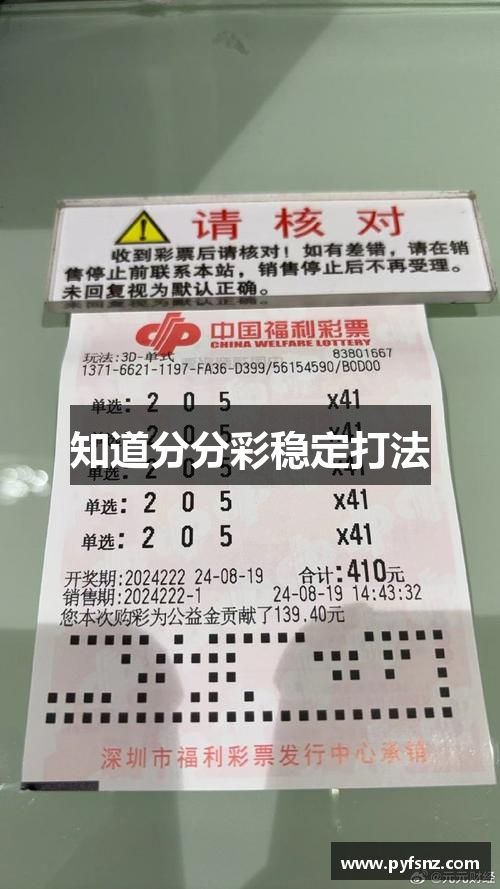 请核对
收到彩票后请核对！如有差错，请在销
售停止前联系本站，销售停止后不再受理。
未回复视为默认正确。
中国福利彩票
CHINA WELFARE LOTTERY
玩法:3D-单式 83801667
1371-6621-1197-FA36-D399/56154590/B0D00
单选: 2 0 5 x41
知道分分彩稳定打法
单选: 2 0 5 x41
单选: 2 0 5 x41
开奖期:2024222 24-08-19 合计:410元
销售期:2024222-1 24-08-19 14:43:32
您本次购彩为公益金贡献了139.40元
深圳市福利彩票发行中心承销
@元元财经
www.pyfsnz.com